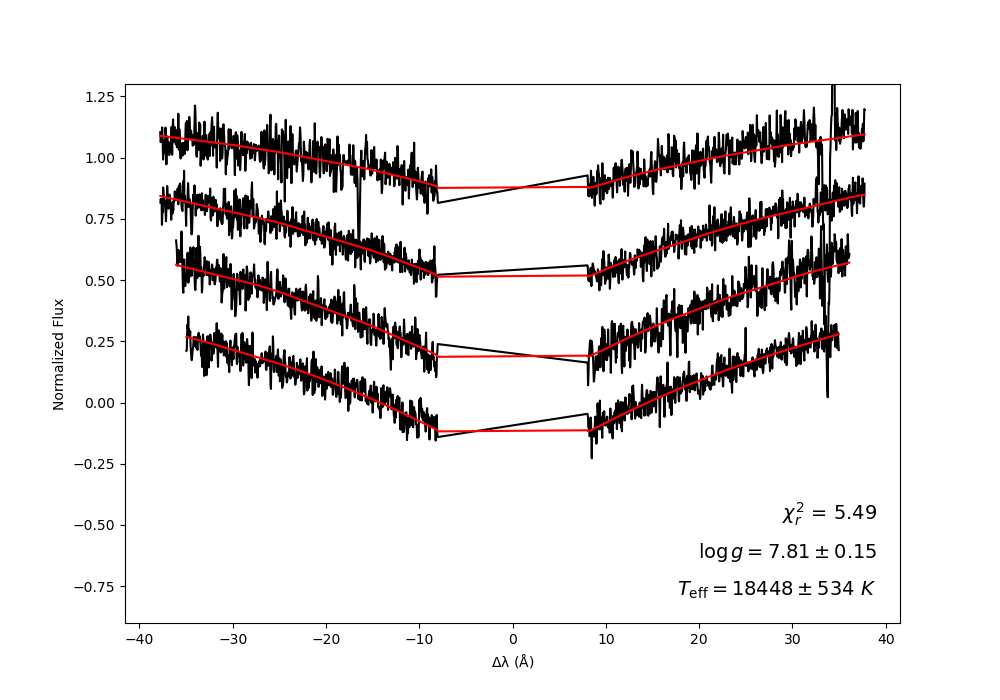 1.25
1.00
0.75
0.50
0.25
0.00
−0.25
−0.50
−0.75
Normalized Flux
χ²ᵣ = 5.49
log g = 7.81 ± 0.15
T_eff = 18448 ± 534 K
−40 −30 −20 −10 0 10 20 30 40
Δλ (Å)